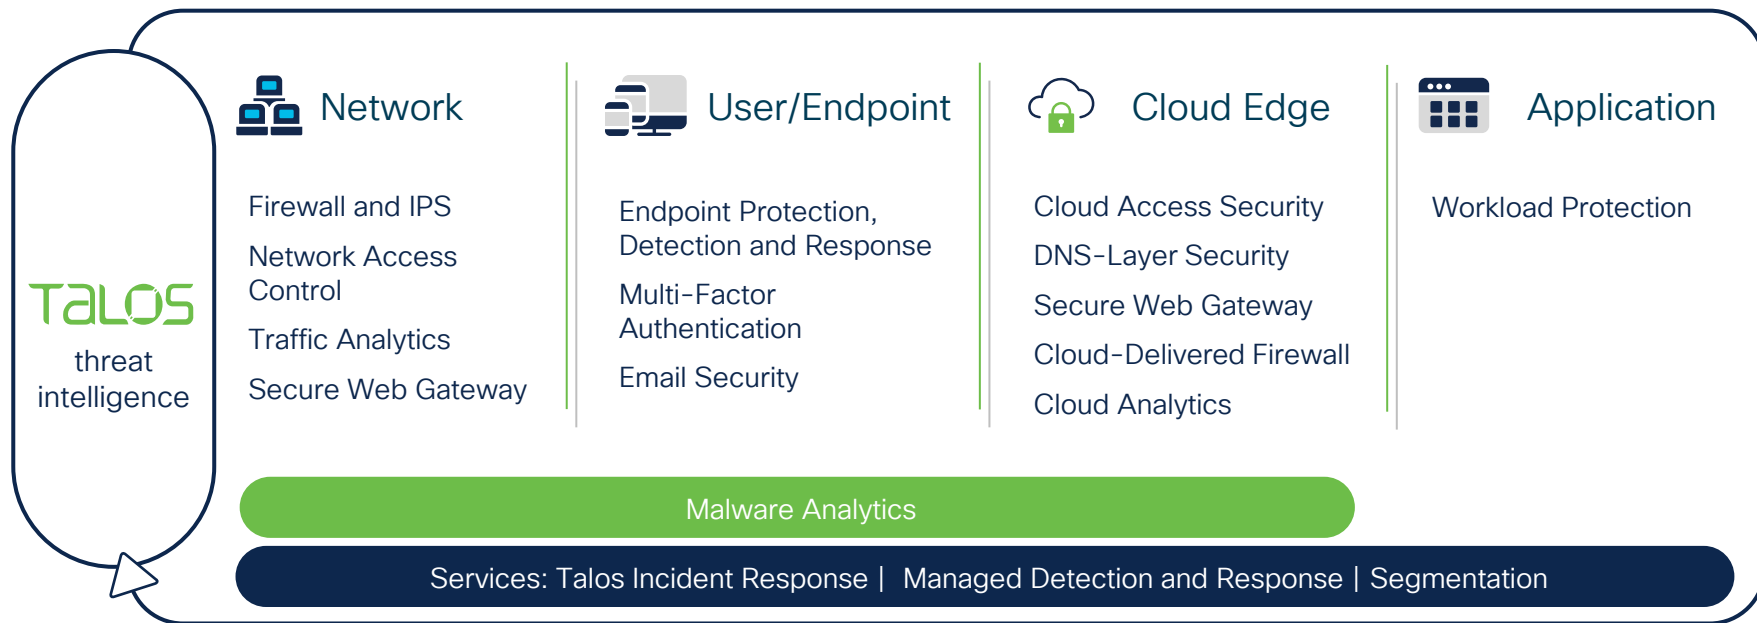 TALOS
threat
intelligence
Network
Firewall and IPS
Network Access
Control
Traffic Analytics
Secure Web Gateway
User/Endpoint
Endpoint Protection,
Detection and Response
Multi-Factor
Authentication
Email Security
Cloud Edge
Cloud Access Security
DNS-Layer Security
Secure Web Gateway
Cloud-Delivered Firewall
Cloud Analytics
Application
Workload Protection
Malware Analytics
Services: Talos Incident Response | Managed Detection and Response | Segmentation